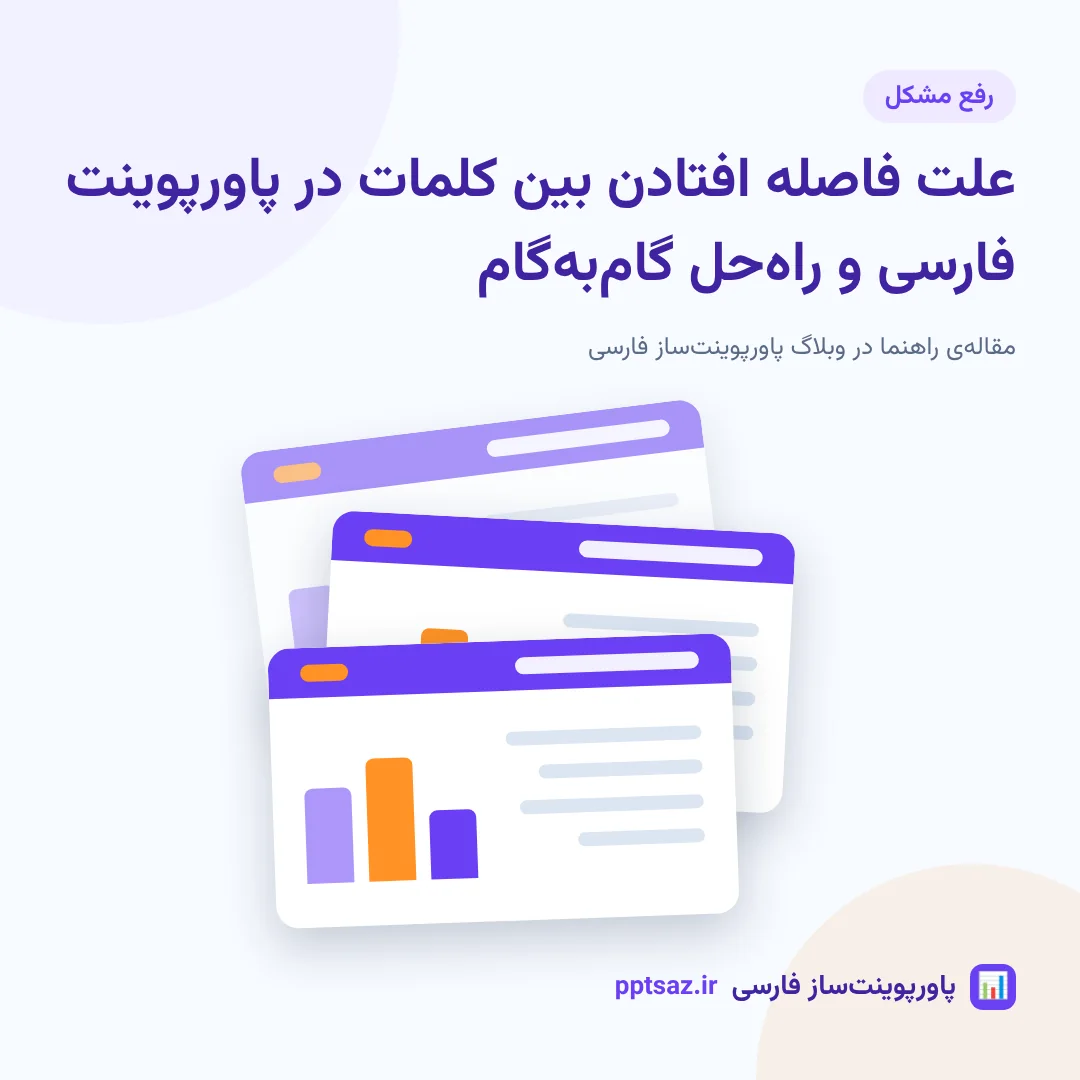 رفع مشکل
علت فاصله افتادن بین کلمات در پاورپوینت
فارسی و راه‌حل گام‌به‌گام
مقاله‌ی راهنما در وبلاگ پاورپوینت‌ساز فارسی
پاورپوینت‌ساز فارسی pptsaz.ir